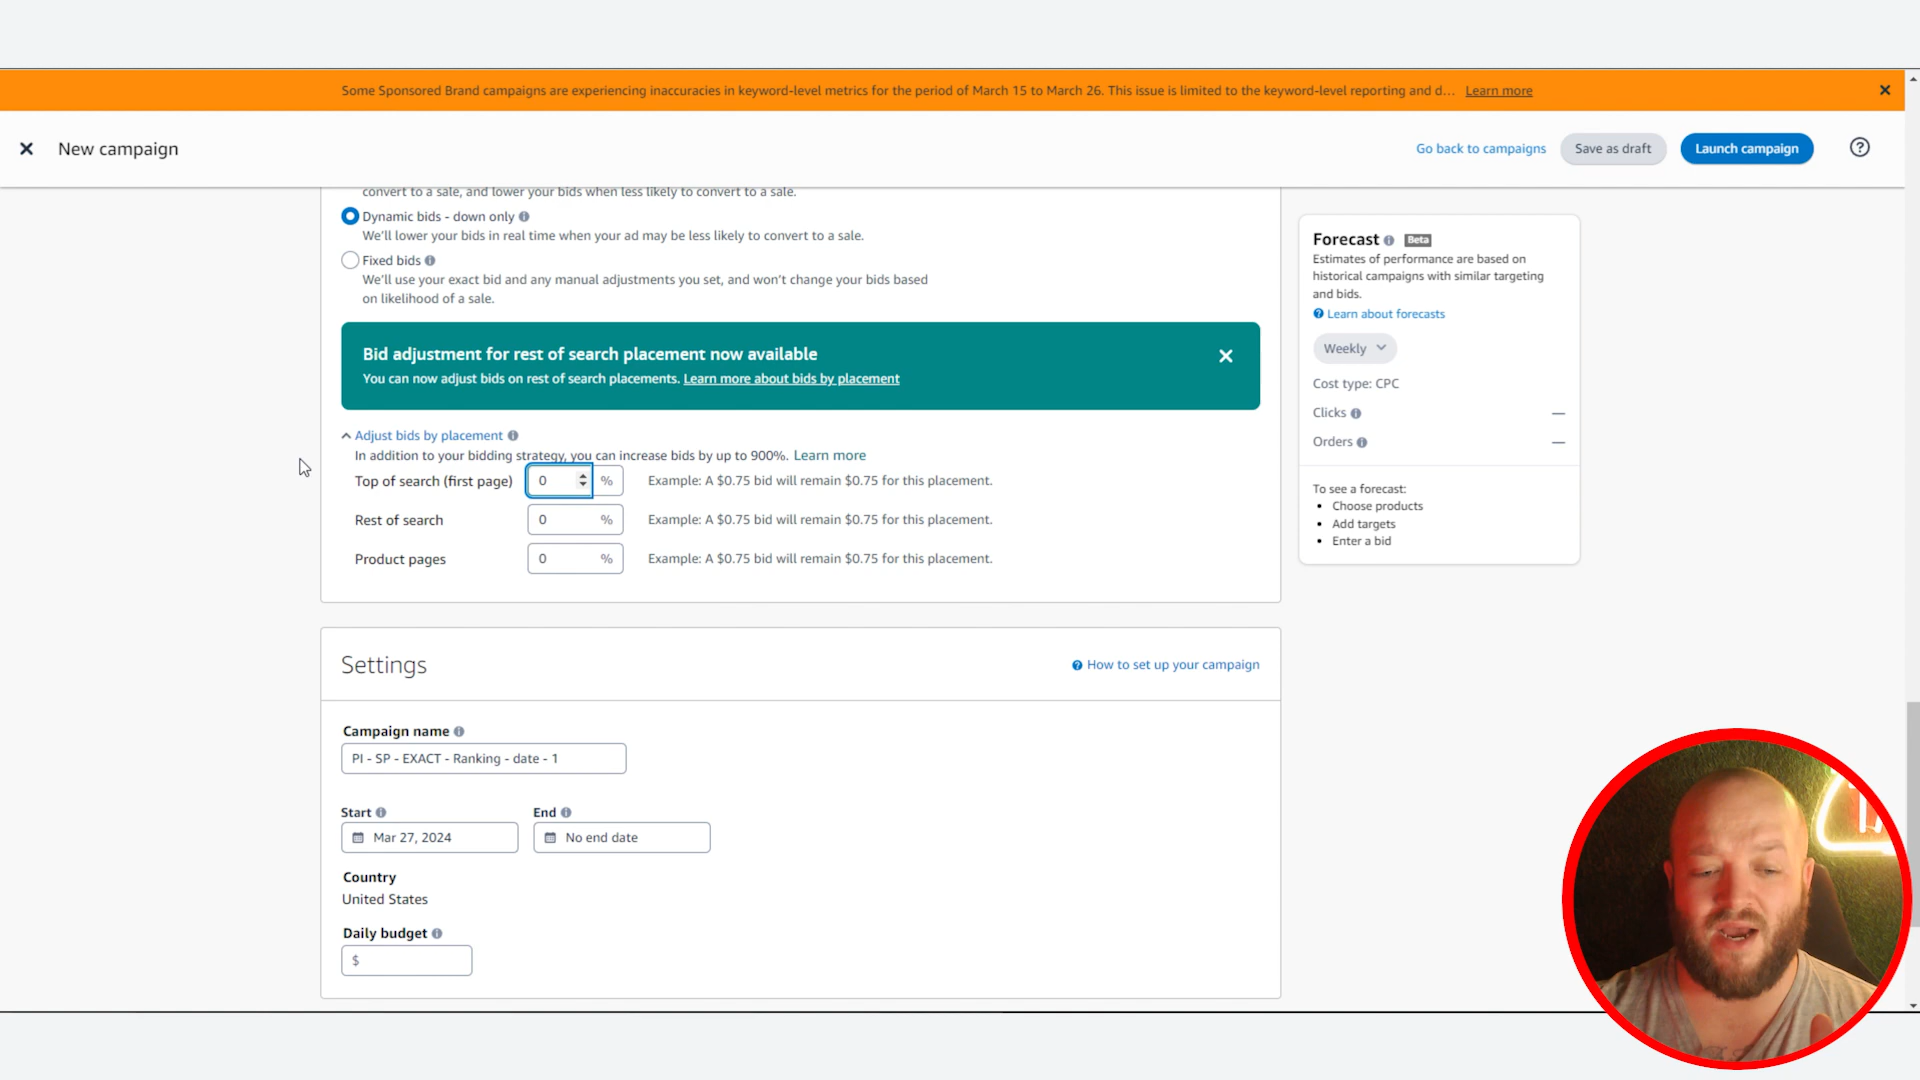 Some Sponsored Brand campaigns are experiencing inaccuracies in keyword-level metrics for the period of March 15 to March 26. This issue is limited to the keyword-level reporting and d... Learn more
New campaign
Go back to campaigns
Save as draft
Launch campaign
convert to a sale, and lower your bids when less likely to convert to a sale.
Dynamic bids - down only
We'll lower your bids in real time when your ad may be less likely to convert to a sale.
Fixed bids
We'll use your exact bid and any manual adjustments you set, and won't change your bids based
on likelihood of a sale.
Bid adjustment for rest of search placement now available
You can now adjust bids on rest of search placements. Learn more about bids by placement
Adjust bids by placement
In addition to your bidding strategy, you can increase bids by up to 900%. Learn more
Top of search (first page) 0 % Example: A $0.75 bid will remain $0.75 for this placement.
Rest of search 0 % Example: A $0.75 bid will remain $0.75 for this placement.
Product pages 0 % Example: A $0.75 bid will remain $0.75 for this placement.
Forecast Beta
Estimates of performance are based on
historical campaigns with similar targeting
and bids.
Learn about forecasts
Weekly
Cost type: CPC
Clicks —
Orders —
To see a forecast:
• Choose products
• Add targets
• Enter a bid
Settings
How to set up your campaign
Campaign name
PI - SP - EXACT - Ranking - date - 1
Start End
Mar 27, 2024 No end date
Country
United States
Daily budget
$